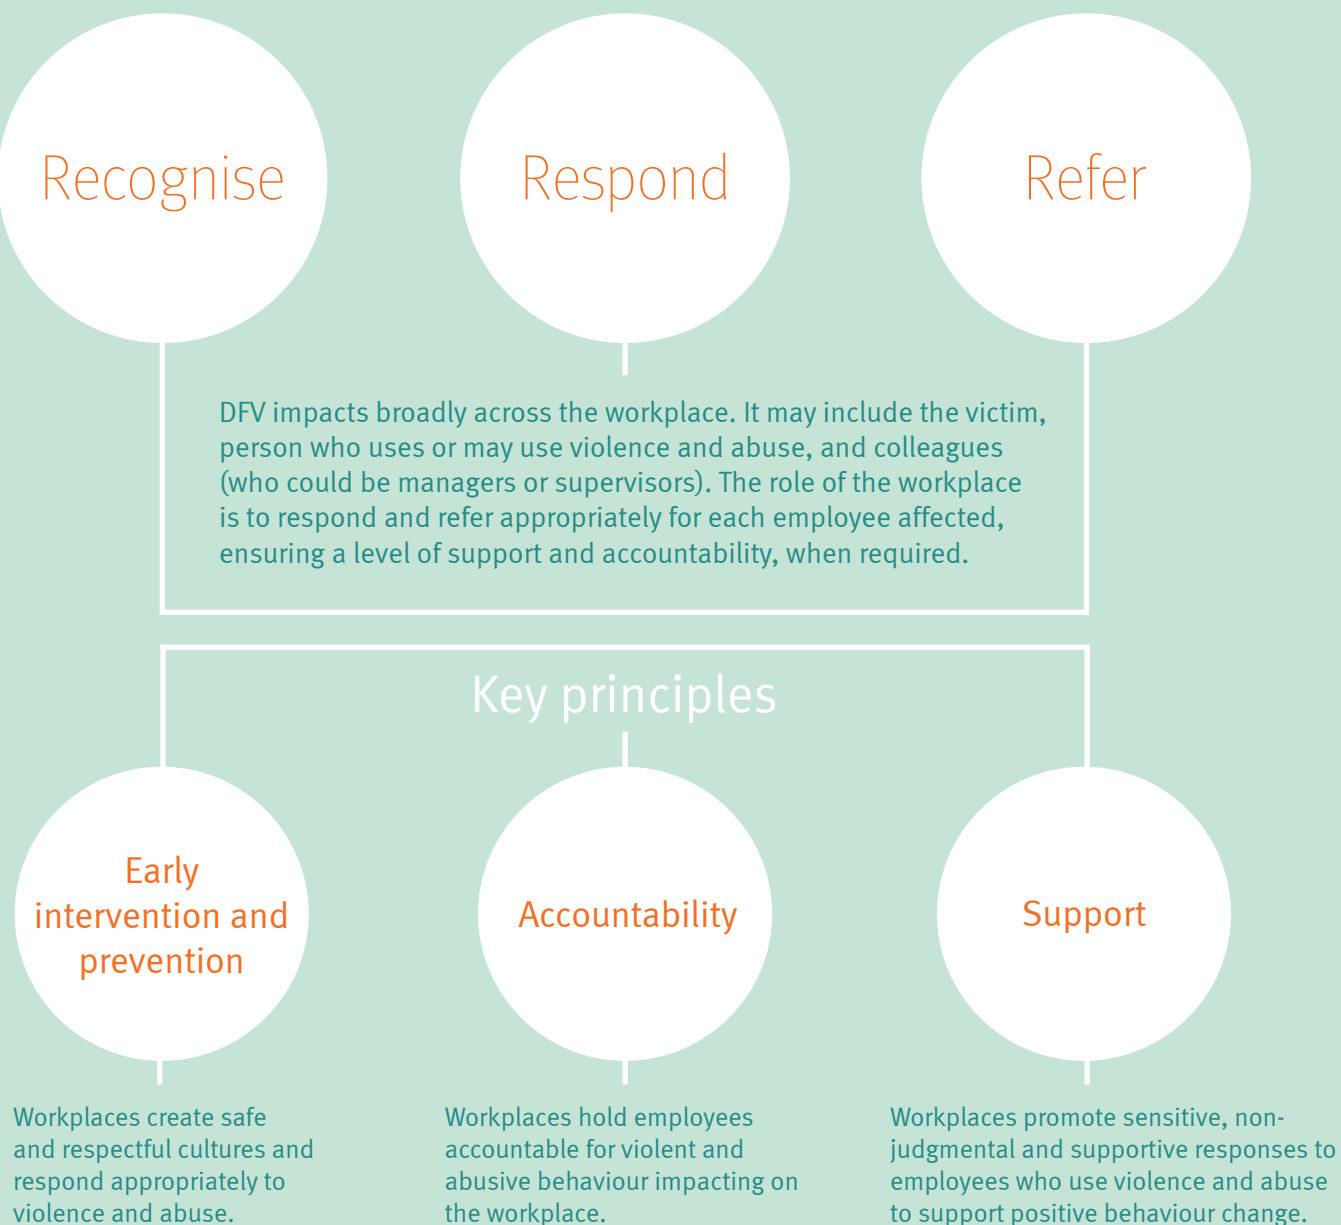 Recognise
Respond
Refer
DFV impacts broadly across the workplace. It may include the victim,
person who uses or may use violence and abuse, and colleagues
(who could be managers or supervisors). The role of the workplace
is to respond and refer appropriately for each employee affected,
ensuring a level of support and accountability, when required.
Key principles
Early
intervention and
prevention
Accountability
Support
Workplaces create safe
and respectful cultures and
respond appropriately to
violence and abuse.
Workplaces hold employees
accountable for violent and
abusive behaviour impacting on
the workplace.
Workplaces promote sensitive, non-
judgmental and supportive responses to
employees who use violence and abuse
to support positive behaviour change.